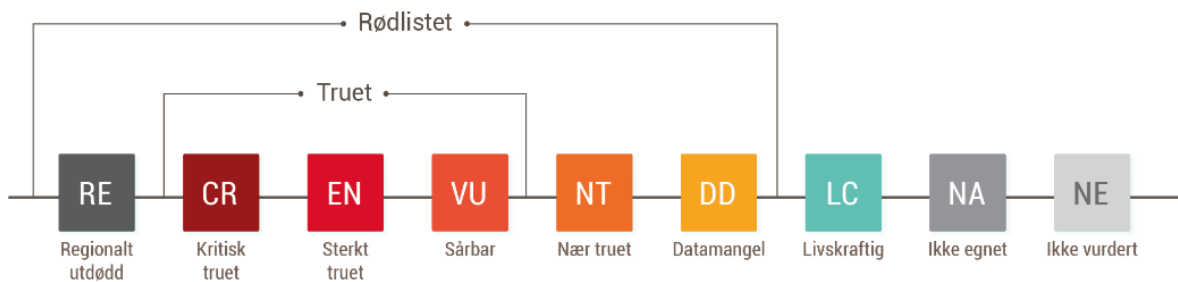 Rødlistet
Truet
RE
CR
EN
VU
NT
DD
LC
NA
NE
Regionalt
utdødd
Kritisk
truet
Sterkt
truet
Sårbar
Nær truet
Datamangel
Livskraftig
Ikke egnet
Ikke vurdert